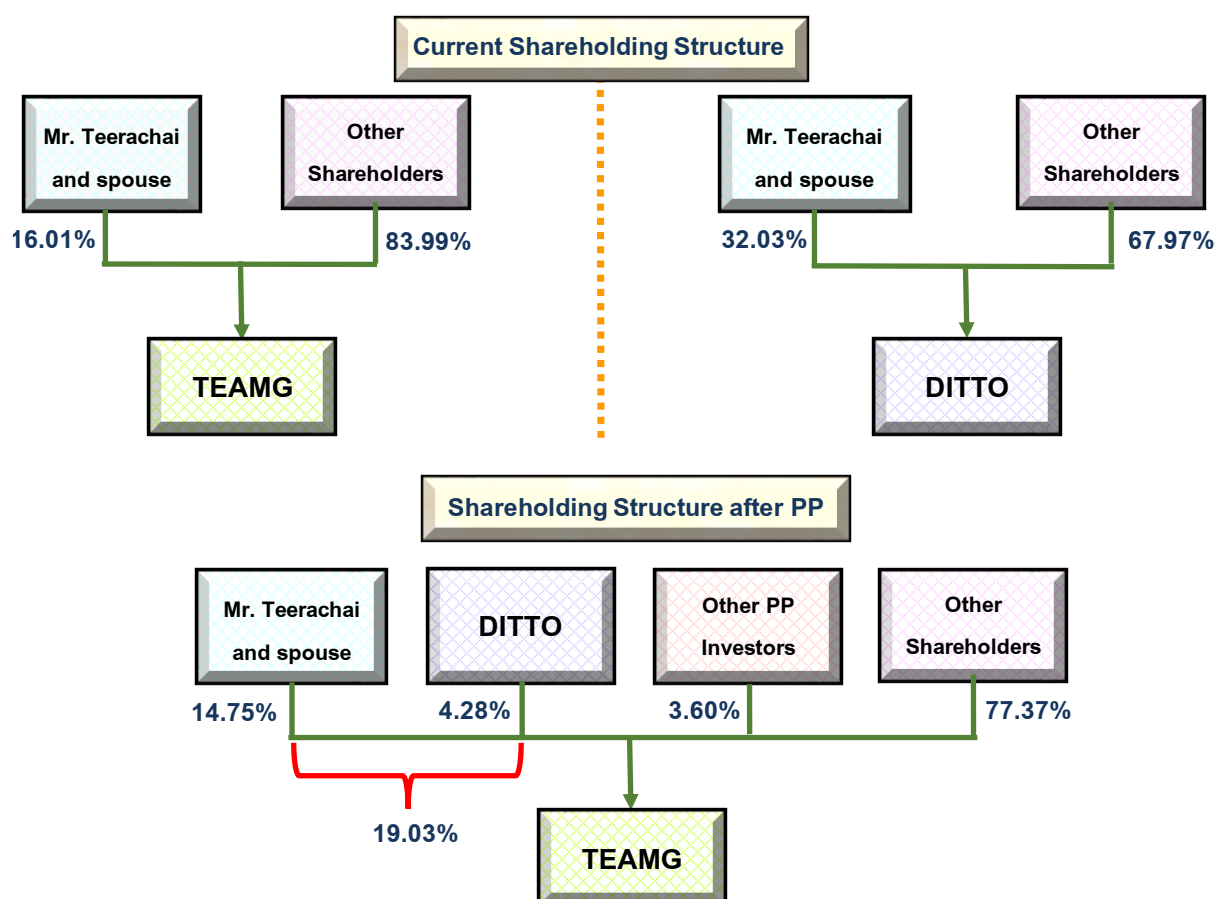 Current Shareholding Structure
Mr. Teerachai
and spouse
Other
Shareholders
Mr. Teerachai
and spouse
Other
Shareholders
16.01%
83.99%
32.03%
67.97%
TEAMG
DITTO
Shareholding Structure after PP
Mr. Teerachai
and spouse
DITTO
Other PP
Investors
Other
Shareholders
14.75%
4.28%
3.60%
77.37%
19.03%
TEAMG